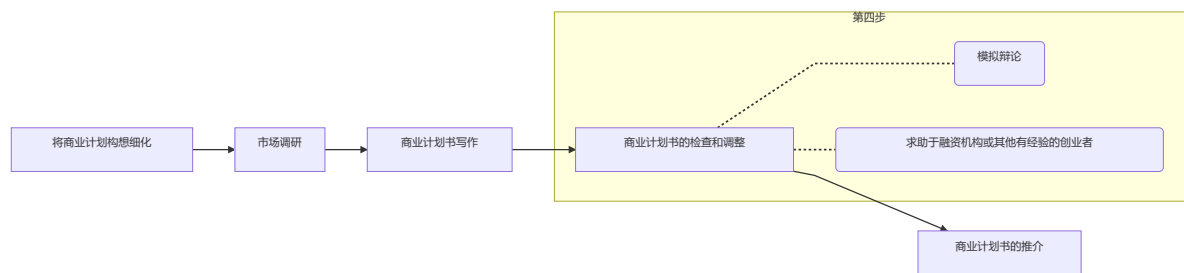 第四步
模拟辩论
将商业计划构想细化
市场调研
商业计划书写作
商业计划书的检查和调整
求助于融资机构或其他有经验的创业者
商业计划书的推介